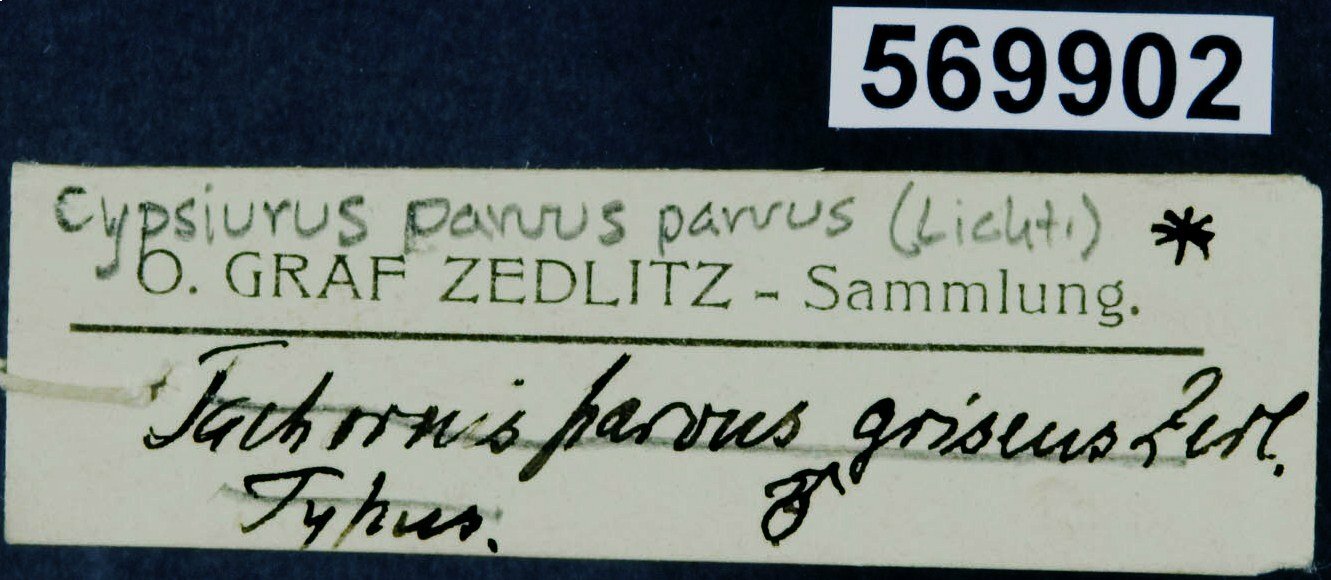 569902
Cypsiurus parvus parvus (Licht.) *
O. GRAF ZEDLITZ - Sammlung.
Tachornis parvus griseus Zedl.
Typus. ♂